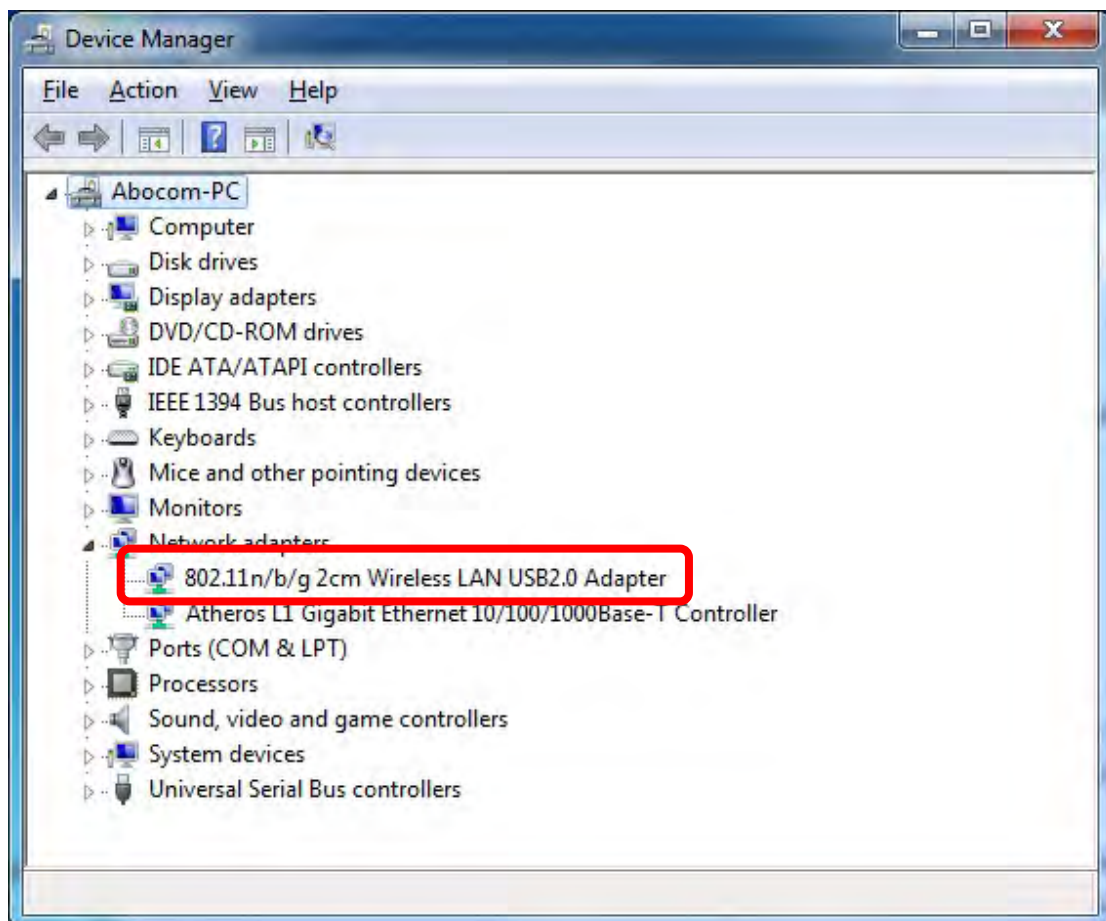 Device Manager
File Action View Help
Abocom-PC
Computer
Disk drives
Display adapters
DVD/CD-ROM drives
IDE ATA/ATAPI controllers
IEEE 1394 Bus host controllers
Keyboards
Mice and other pointing devices
Monitors
Network adapters
802.11n/b/g 2cm Wireless LAN USB2.0 Adapter
Atheros L1 Gigabit Ethernet 10/100/1000Base-T Controller
Ports (COM & LPT)
Processors
Sound, video and game controllers
System devices
Universal Serial Bus controllers